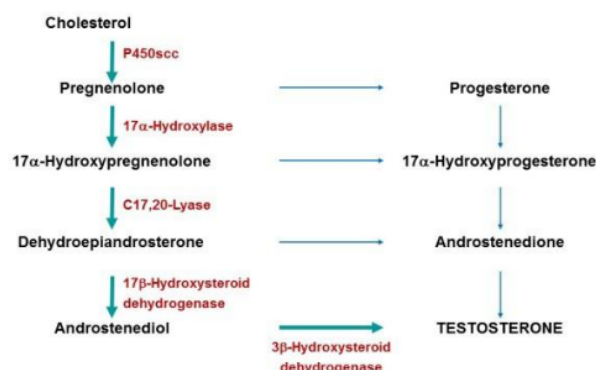 Cholesterol
P450scc
Pregnenolone
Progesterone
17α-Hydroxylase
17α-Hydroxypregnenolone
17α-Hydroxyprogesterone
C17,20-Lyase
Dehydroepiandrosterone
Androstenedione
17β-Hydroxysteroid
dehydrogenase
Androstenediol
TESTOSTERONE
3β-Hydroxysteroid
dehydrogenase